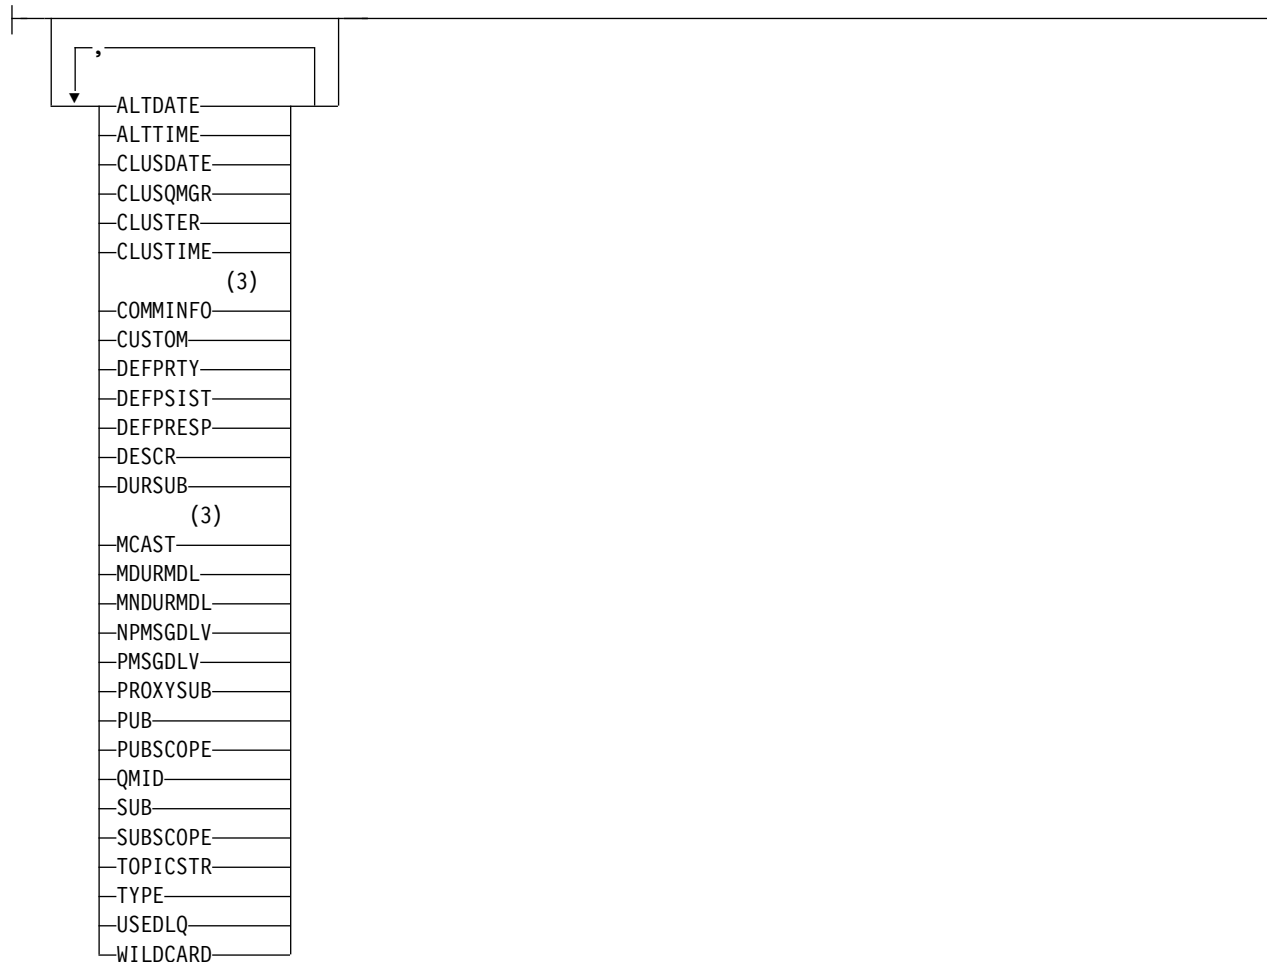 ,
ALTDATE
ALTTIME
CLUSDATE
CLUSQMGR
CLUSTER
CLUSTIME
(3)
COMMINFO
CUSTOM
DEFPRTY
DEFPSIST
DEFPRESP
DESCR
DURSUB
(3)
MCAST
MDURMDL
MNDURMDL
NPMSGDLV
PMSGDLV
PROXYSUB
PUB
PUBSCOPE
QMID
SUB
SUBSCOPE
TOPICSTR
TYPE
USEDLQ
WILDCARD